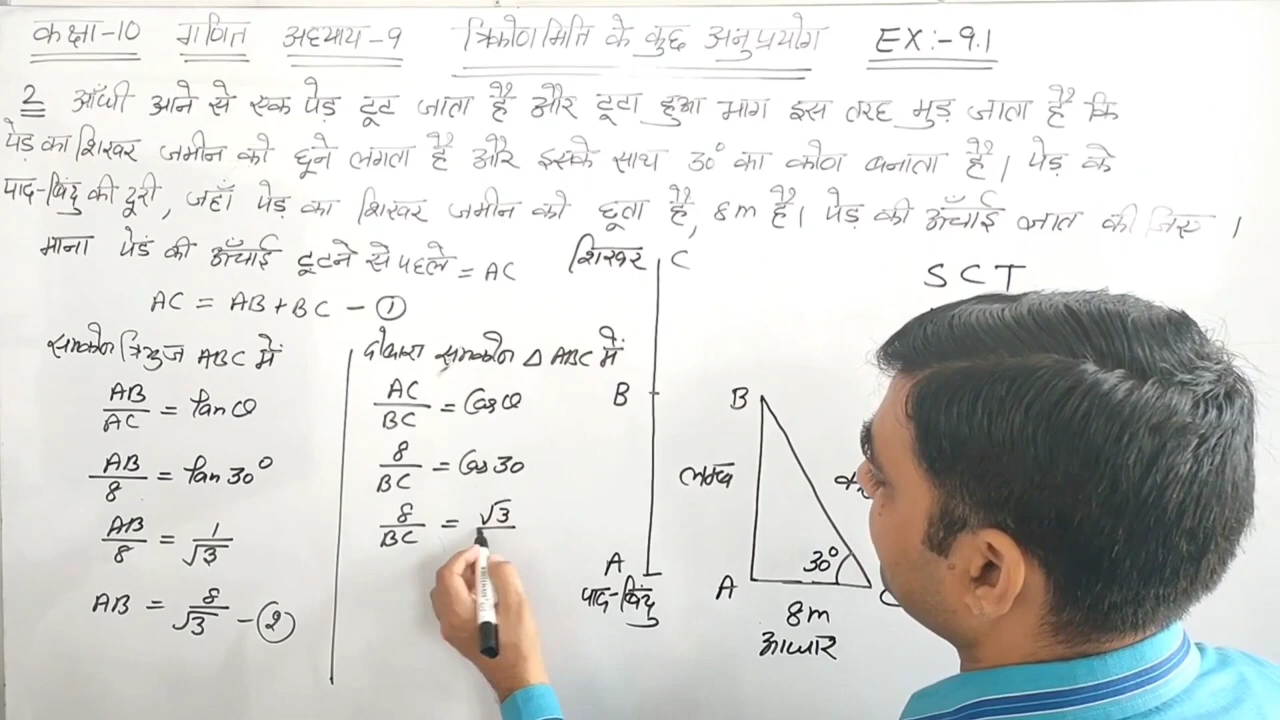 कक्षा-10 गणित अध्याय-9 त्रिकोणमिति के कुछ अनुप्रयोग EX:-9.1
2 आँधी आने से एक पेड़ टूट जाता है और टूटा हुआ भाग इस तरह मुड़ जाता है कि
पेड़ का शिखर जमीन को छूने लगता है और इसके साथ 30° का कोण बनाता है। पेड़ के
पाद-बिंदु की दूरी, जहाँ पेड़ का शिखर जमीन को छूता है, 8m है। पेड़ की ऊँचाई ज्ञात कीजिए।
माना पेड़ की ऊँचाई टूटने से पहले = AC
AC = AB + BC - ①
समकोन त्रिभुज ABC में
AB/AC = tan θ
AB/8 = tan 30°
AB/8 = 1/√3
AB = 8/√3 - ②
दोबारा समकोन Δ ABC में
AC/BC = Cos θ
8/BC = Cos 30
8/BC = √3
शिखर C
B
A
पाद-बिंदु
SCT
B
लम्ब
30°
A
8m
आधार